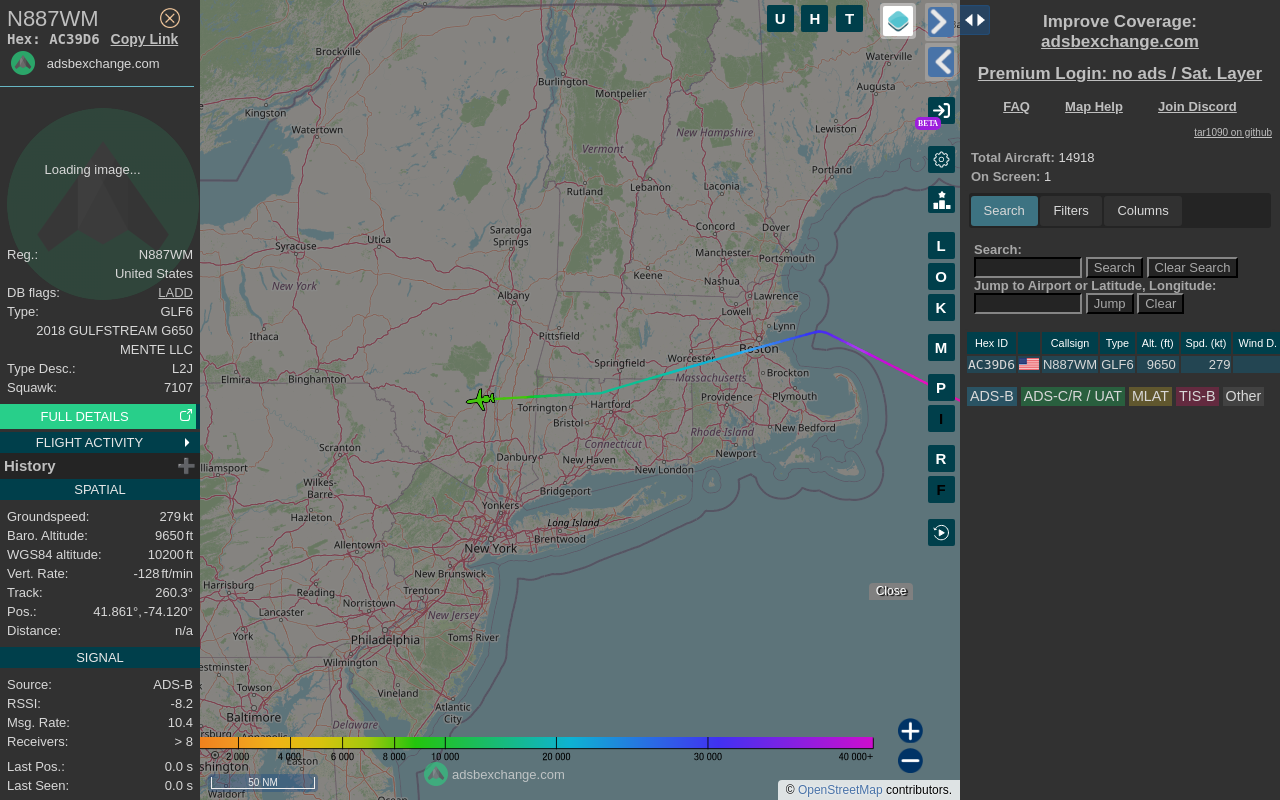 N887WM
Hex: AC39D6 Copy Link
adsbexchange.com
Loading image...
Reg.: N887WM
United States
DB flags: LADD
Type: GLF6
2018 GULFSTREAM G650
MENTE LLC
Type Desc.: L2J
Squawk: 7107
FULL DETAILS
FLIGHT ACTIVITY
History
SPATIAL
Groundspeed: 279 kt
Baro. Altitude: 9650 ft
WGS84 altitude: 10200 ft
Vert. Rate: -128 ft/min
Track: 260.3°
Pos.: 41.861°, -74.120°
Distance: n/a
SIGNAL
Source: ADS-B
RSSI: -8.2
Msg. Rate: 10.4
Receivers: > 8
Last Pos.: 0.0 s
Last Seen: 0.0 s
U H T
BETA
L
O
K
M
P
I
R
F
Brockville
Burlington
Montpelier
Waterville
Augusta
Kingston
Watertown
New Hampshire
Lewiston
Vermont
Portland
Rutland
Lebanon
Laconia
Saratoga
Springs
Utica
Syracuse
Concord
Dover
Manchester
Portsmouth
Keene
Nashua
New York
Albany
Lawrence
Lowell
Lynn
Ithaca
Pittsfield
Boston
Worcester
Springfield
Massachusetts
Brockton
Elmira
Binghamton
Torrington
Hartford
Providence
Plymouth
Bristol
Rhode Island
New Bedford
Connecticut
Newport
Scranton
Danbury
New Haven
New London
lliamsport
Wilkes-
Barre
Bridgeport
Yonkers
Hazleton
Long Island
Brentwood
New York
Allentown
New Brunswick
Harrisburg
Reading
Trenton
Lancaster
Norristown
New Jersey
York
Philadelphia
Toms River
Wilmington
estminster
Towson
Vineland
Atlantic
City
Baltimore
Delaware
Annapolis
shington
Easton
Waldorf
Ocean
Close
2 000 4 000 6 000 8 000 10 000 20 000 30 000 40 000+
50 NM
adsbexchange.com
© OpenStreetMap contributors.
Improve Coverage:
adsbexchange.com
Premium Login: no ads / Sat. Layer
FAQ Map Help Join Discord
tar1090 on github
Total Aircraft: 14918
On Screen: 1
Search Filters Columns
Search:
Search Clear Search
Jump to Airport or Latitude, Longitude:
Jump Clear
Hex ID Callsign Type Alt. (ft) Spd. (kt) Wind D.
AC39D6 N887WM GLF6 9650 279
ADS-B ADS-C/R / UAT MLAT TIS-B Other